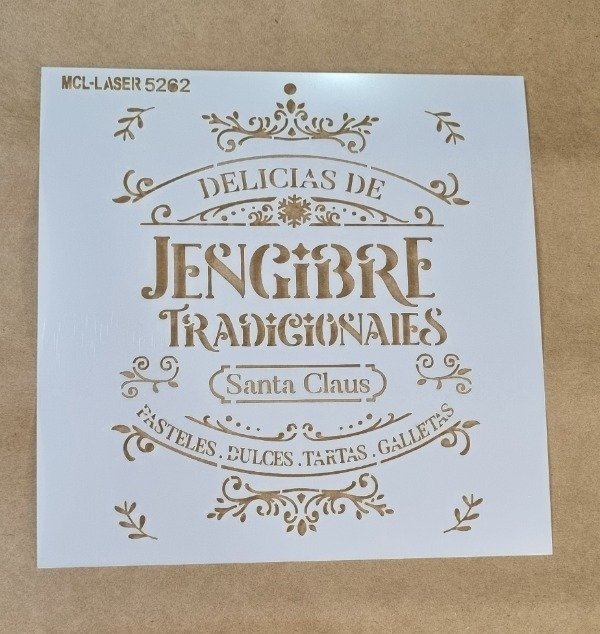 MCL-LASER 5262
DELICIAS DE
JENGiBRE
TRADICIONAlES
Santa Claus
PASTELES . DULCES . TARTAS . GALLETAS